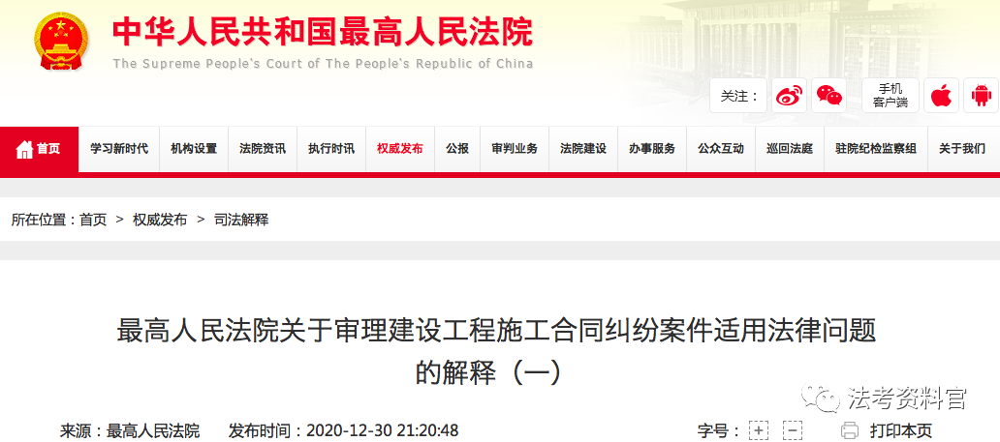 中华人民共和国最高人民法院
The Supreme People's Court of The People's Republic of China
关注：
手机
客户端
首页 学习新时代 机构设置 法院资讯 执行时讯 权威发布 公报 审判业务 法院建设 办事服务 公众互动 巡回法庭 驻院纪检监察组 关于我们
所在位置：首页 > 权威发布 > 司法解释
最高人民法院关于审理建设工程施工合同纠纷案件适用法律问题
的解释（一）
法考资料官
来源：最高人民法院 发布时间：2020-12-30 21:20:48 字号： + - 打印本页